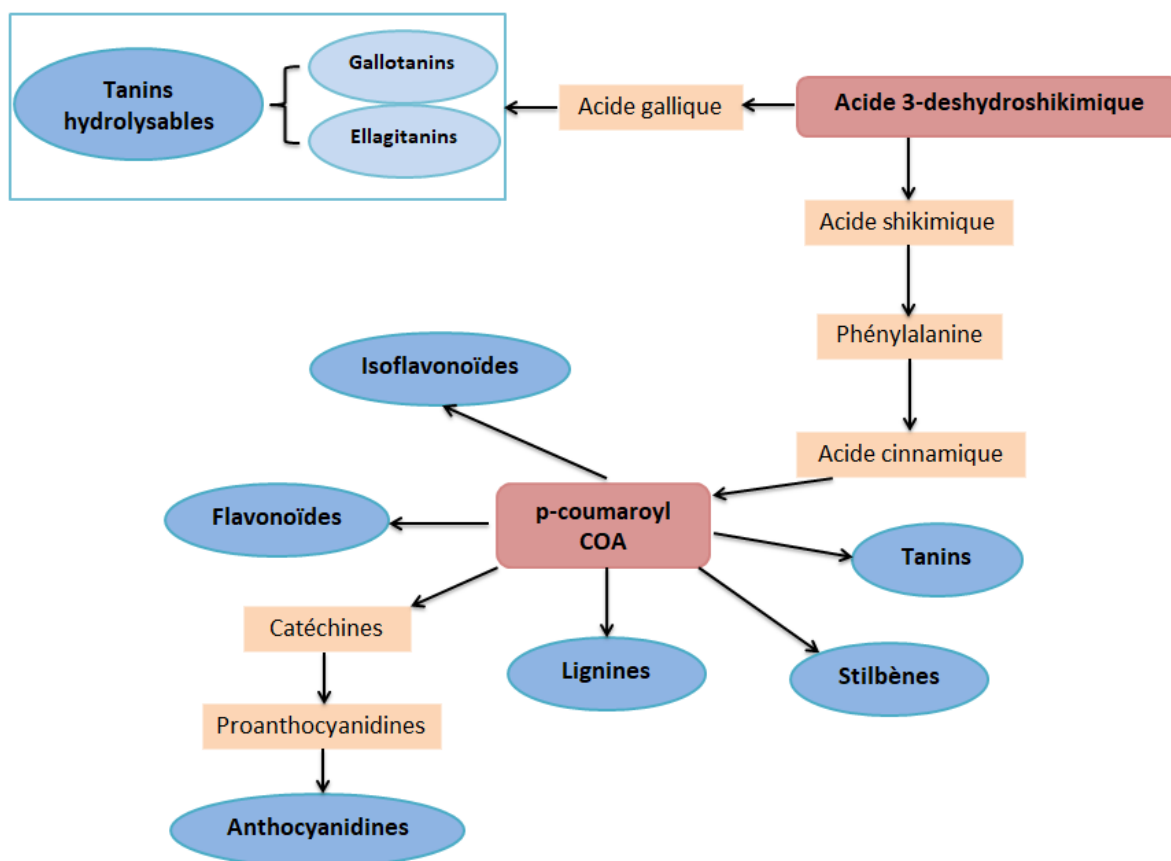 Tanins
hydrolysables
Gallotanins
Ellagitanins
Acide gallique
Acide 3-deshydroshikimique
Acide shikimique
Phénylalanine
Acide cinnamique
Isoflavonoïdes
Flavonoïdes
p-coumaroyl
COA
Tanins
Catéchines
Lignines
Stilbènes
Proanthocyanidines
Anthocyanidines